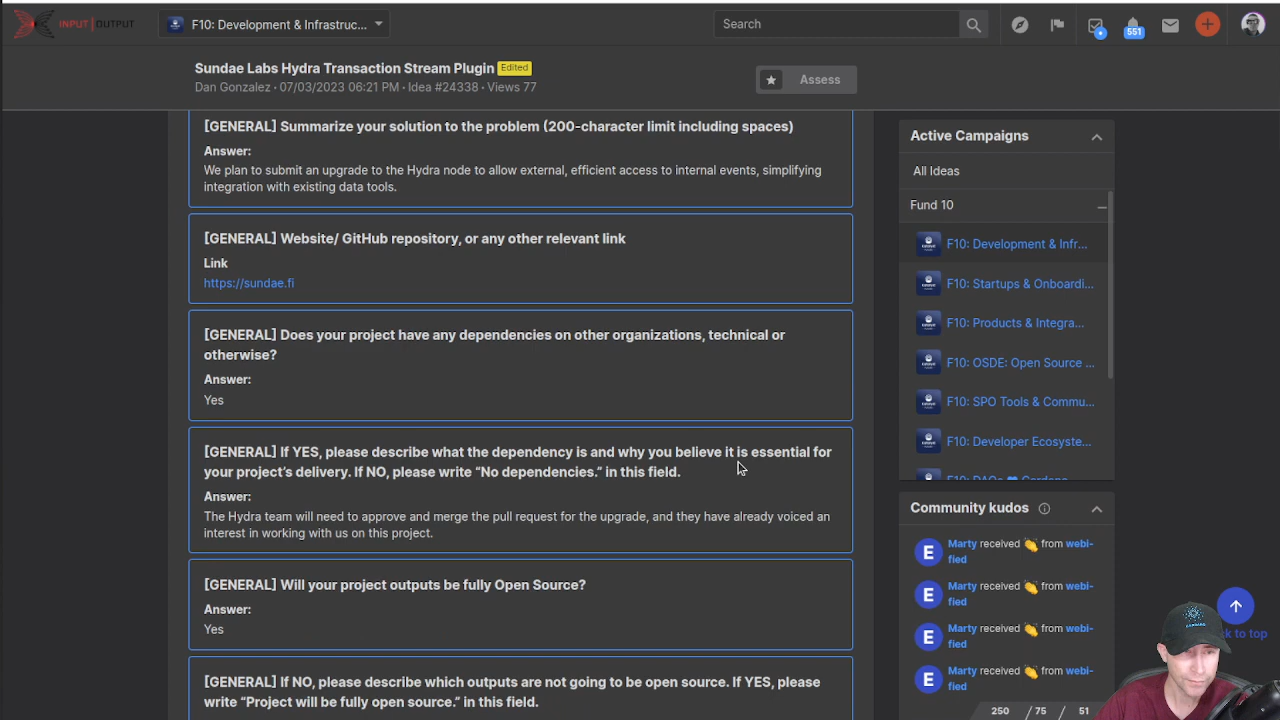 INPUT | OUTPUT
F10: Development & Infrastruc...
Search
551
Sundae Labs Hydra Transaction Stream Plugin Edited
Dan Gonzalez · 07/03/2023 06:21 PM · Idea #24338 · Views 77
Assess
[GENERAL] Summarize your solution to the problem (200-character limit including spaces)
Answer:
We plan to submit an upgrade to the Hydra node to allow external, efficient access to internal events, simplifying
integration with existing data tools.
[GENERAL] Website/ GitHub repository, or any other relevant link
Link
https://sundae.fi
[GENERAL] Does your project have any dependencies on other organizations, technical or
otherwise?
Answer:
Yes
[GENERAL] If YES, please describe what the dependency is and why you believe it is essential for
your project's delivery. If NO, please write “No dependencies.” in this field.
Answer:
The Hydra team will need to approve and merge the pull request for the upgrade, and they have already voiced an
interest in working with us on this project.
[GENERAL] Will your project outputs be fully Open Source?
Answer:
Yes
[GENERAL] If NO, please describe which outputs are not going to be open source. If YES, please
write “Project will be fully open source.” in this field.
Active Campaigns
All Ideas
Fund 10
F10: Development & Infr...
F10: Startups & Onboardi...
F10: Products & Integra...
F10: OSDE: Open Source ...
F10: SPO Tools & Commu...
F10: Developer Ecosyste...
F10: DAOs ❤ Cardano
Community kudos
E Marty received 👏 from webi-
fied
E Marty received 👏 from webi-
fied
E Marty received 👏 from webi-
fied
E Marty received 👏 from webi-
fied
250 / 75 / 51
k to top